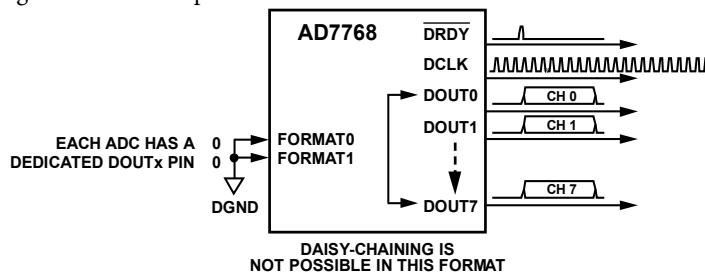 AD7768
DRDY
DCLK
DOUT0
CH 0
DOUT1
CH 1
EACH ADC HAS A 0
DEDICATED DOUTx PIN 0
FORMAT0
FORMAT1
DGND
DOUT7
CH 7
DAISY-CHAINING IS
NOT POSSIBLE IN THIS FORMAT